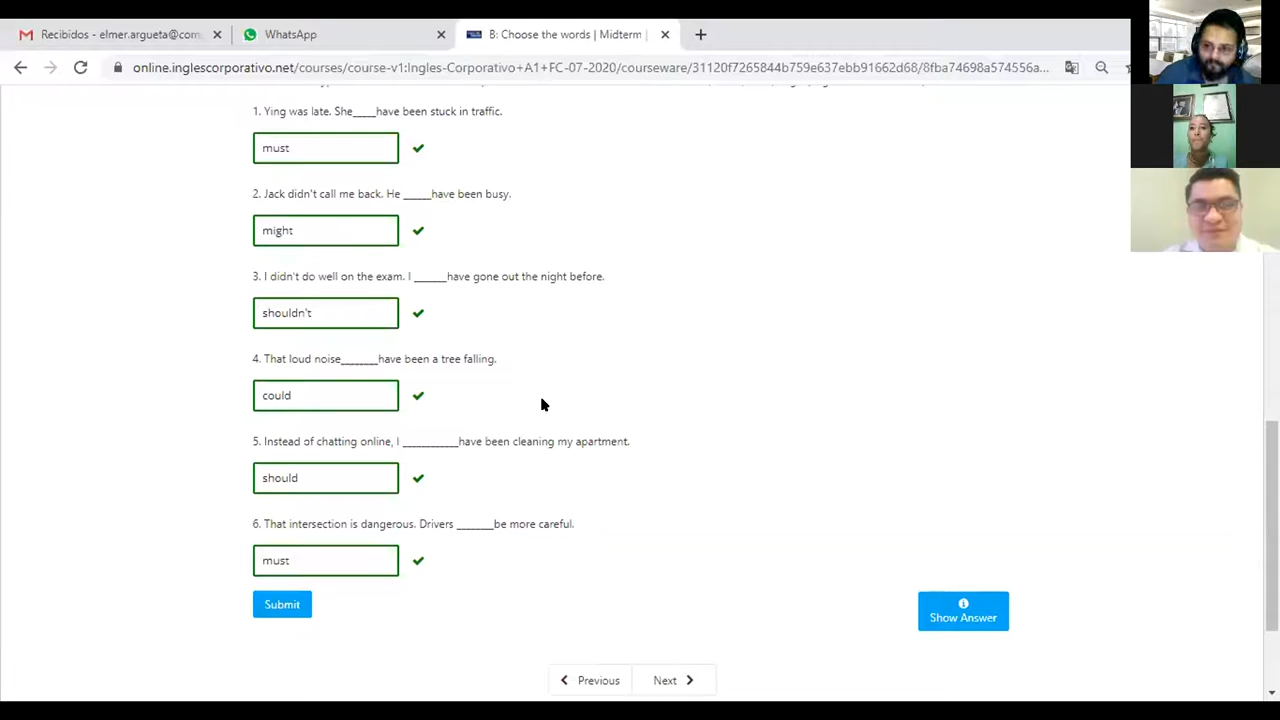 Recibidos - elmer.argueta@com
WhatsApp
B: Choose the words | Midterm
online.inglescorporativo.net/courses/course-v1:Ingles-Corporativo+A1+FC-07-2020/courseware/31120f7265844b759e637ebb91662d68/8fba74698a574556a...
1. Ying was late. She_____have been stuck in traffic.
must
2. Jack didn't call me back. He _____have been busy.
might
3. I didn't do well on the exam. I ______have gone out the night before.
shouldn't
4. That loud noise_______have been a tree falling.
could
5. Instead of chatting online, I ___________have been cleaning my apartment.
should
6. That intersection is dangerous. Drivers _______be more careful.
must
Submit
Show Answer
Previous
Next